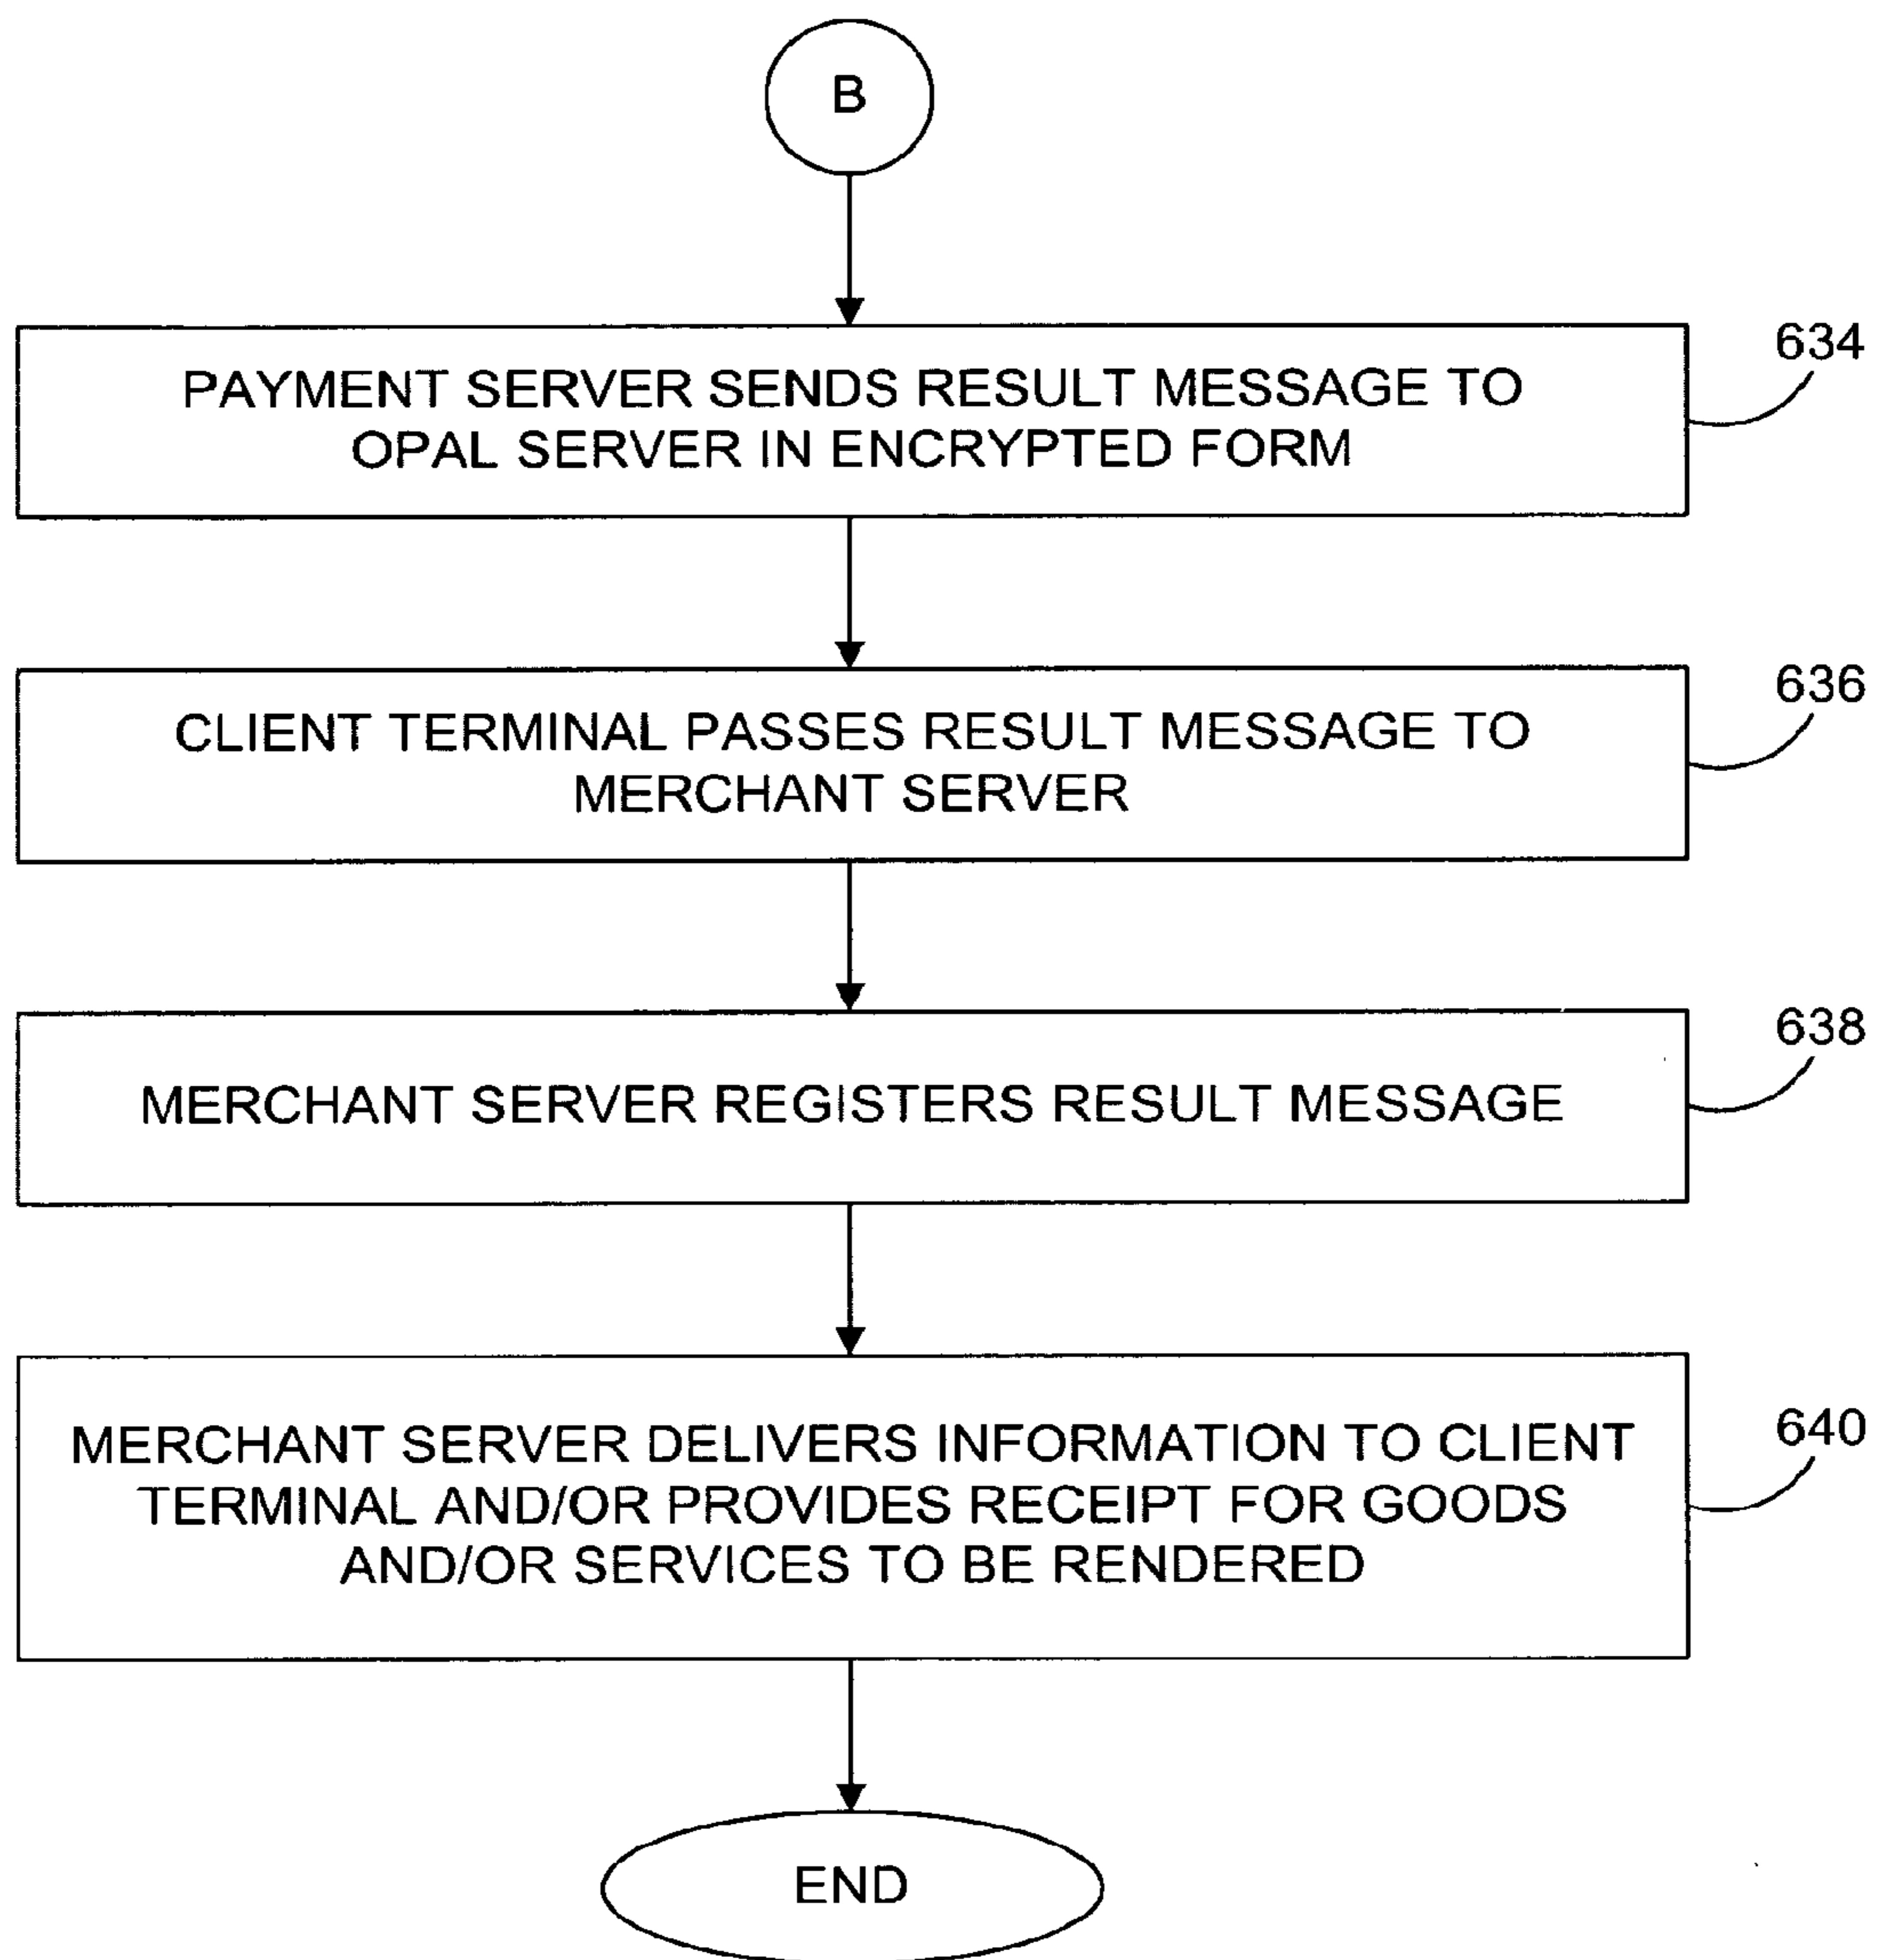 B
634
PAYMENT SERVER SENDS RESULT MESSAGE TO
OPAL SERVER IN ENCRYPTED FORM
636
CLIENT TERMINAL PASSES RESULT MESSAGE TO
MERCHANT SERVER
638
MERCHANT SERVER REGISTERS RESULT MESSAGE
640
MERCHANT SERVER DELIVERS INFORMATION TO CLIENT
TERMINAL AND/OR PROVIDES RECEIPT FOR GOODS
AND/OR SERVICES TO BE RENDERED
END